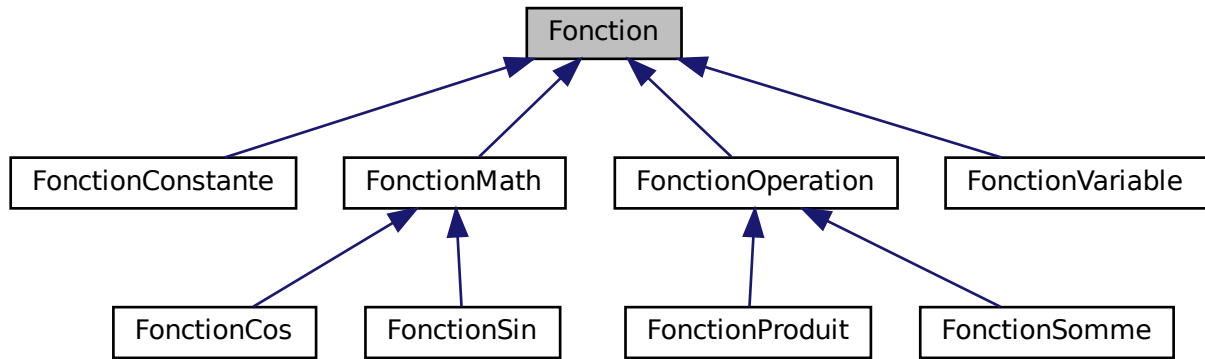 Fonction
FonctionConstante
FonctionMath
FonctionOperation
FonctionVariable
FonctionCos
FonctionSin
FonctionProduit
FonctionSomme